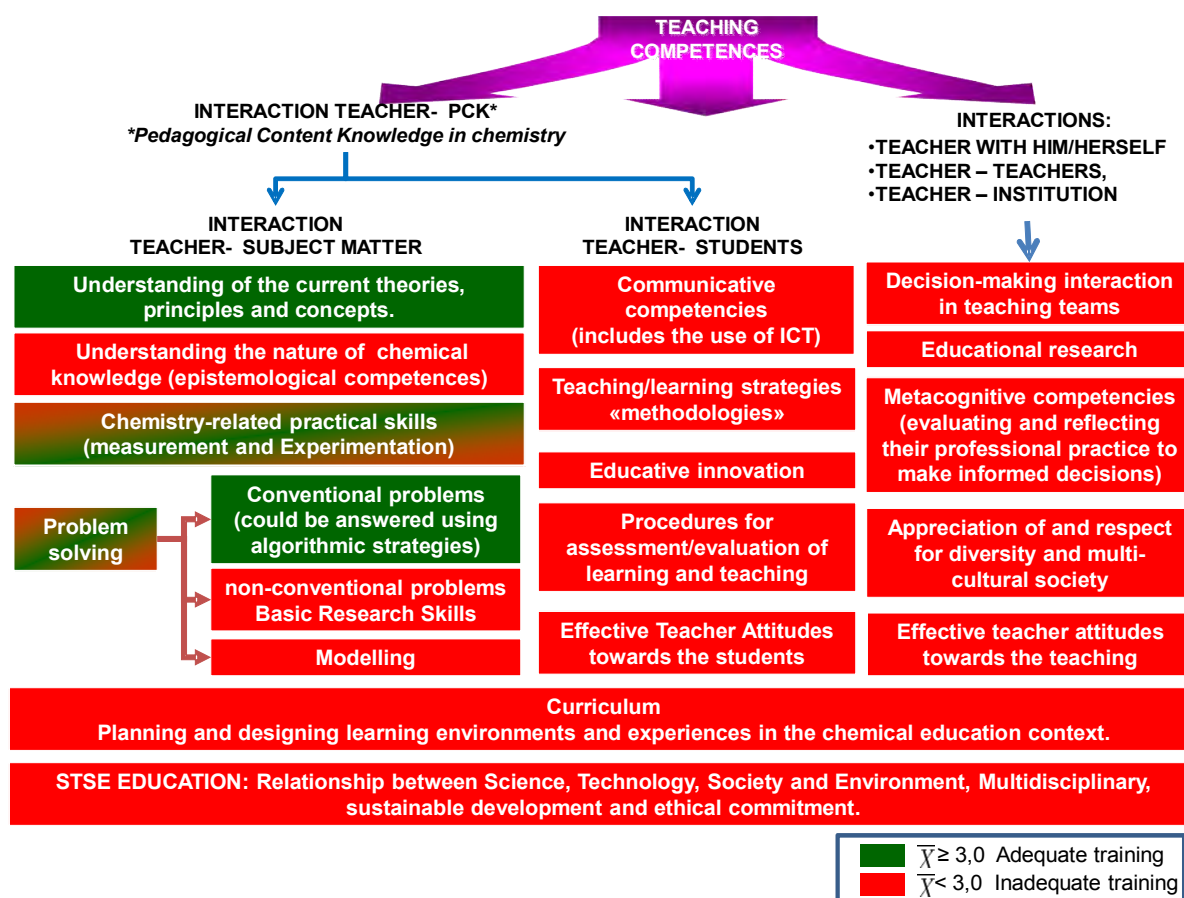 TEACHING
COMPETENCES
INTERACTION TEACHER- PCK*
*Pedagogical Content Knowledge in chemistry
INTERACTIONS:
•TEACHER WITH HIM/HERSELF
•TEACHER – TEACHERS,
•TEACHER – INSTITUTION
INTERACTION
TEACHER- SUBJECT MATTER
INTERACTION
TEACHER- STUDENTS
Understanding of the current theories,
principles and concepts.
Understanding the nature of chemical
knowledge (epistemological competences)
Chemistry-related practical skills
(measurement and Experimentation)
Problem
solving
Conventional problems
(could be answered using
algorithmic strategies)
non-conventional problems
Basic Research Skills
Modelling
Communicative
competencies
(includes the use of ICT)
Teaching/learning strategies
«methodologies»
Educative innovation
Procedures for
assessment/evaluation of
learning and teaching
Effective Teacher Attitudes
towards the students
Decision-making interaction
in teaching teams
Educational research
Metacognitive competencies
(evaluating and reflecting
their professional practice to
make informed decisions)
Appreciation of and respect
for diversity and multi-
cultural society
Effective teacher attitudes
towards the teaching
Curriculum
Planning and designing learning environments and experiences in the chemical education context.
STSE EDUCATION: Relationship between Science, Technology, Society and Environment, Multidisciplinary,
sustainable development and ethical commitment.
X̅ ≥ 3,0 Adequate training
X̅ < 3,0 Inadequate training